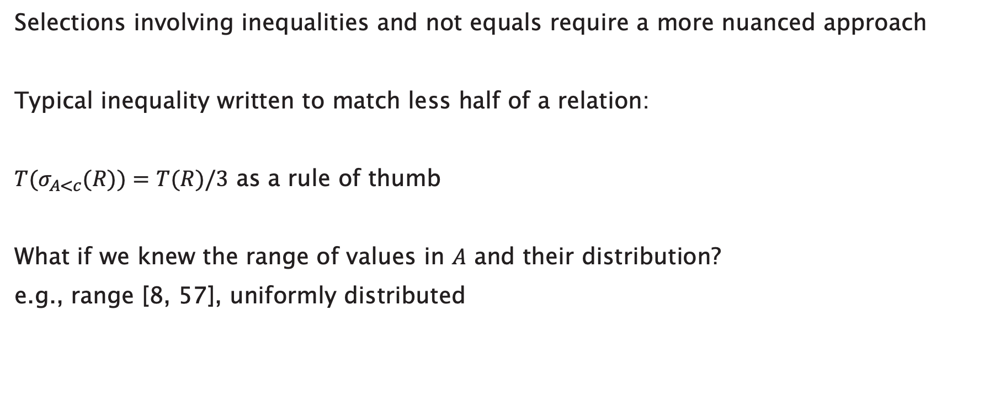 Selections involving inequalities and not equals require a more nuanced approach
Typical inequality written to match less half of a relation:
T(σ_{A<c}(R)) = T(R)/3 as a rule of thumb
What if we knew the range of values in A and their distribution?
e.g., range [8, 57], uniformly distributed